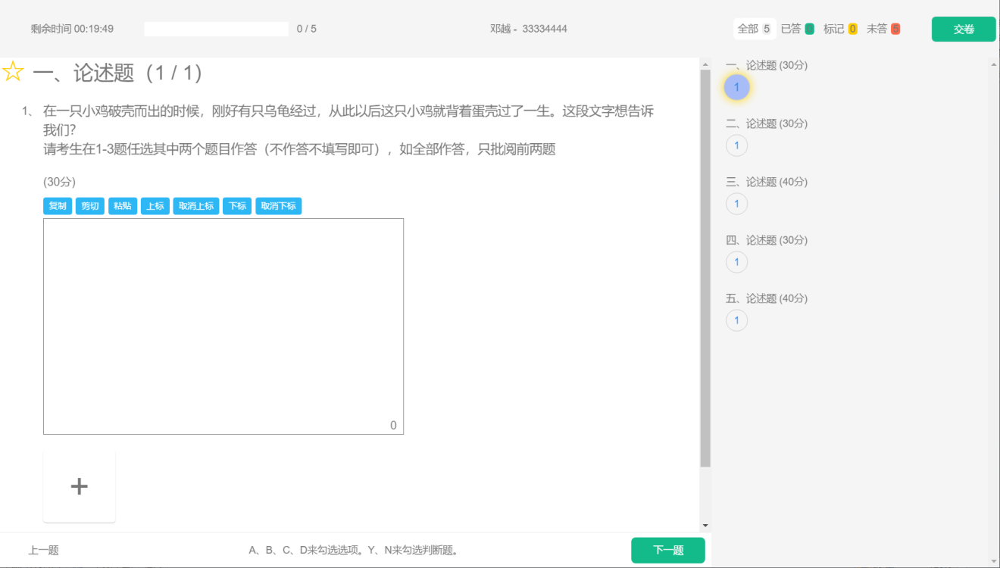 剩余时间 00:19:49
0 / 5
邓越 - 33334444
全部 5 已答 0 标记 0 未答 5
交卷
一、论述题（1 / 1）
1、 在一只小鸡破壳而出的时候，刚好有只乌龟经过，从此以后这只小鸡就背着蛋壳过了一生。这段文字想告诉
我们？
请考生在1-3题任选其中两个题目作答（不作答不填写即可），如全部作答，只批阅前两题
(30分)
复制 剪切 粘贴 上标 取消上标 下标 取消下标
0
+
上一题
A、B、C、D来勾选选项。Y、N来勾选判断题。
下一题
一、论述题 (30分)
1
二、论述题 (30分)
1
三、论述题 (40分)
1
四、论述题 (30分)
1
五、论述题 (40分)
1